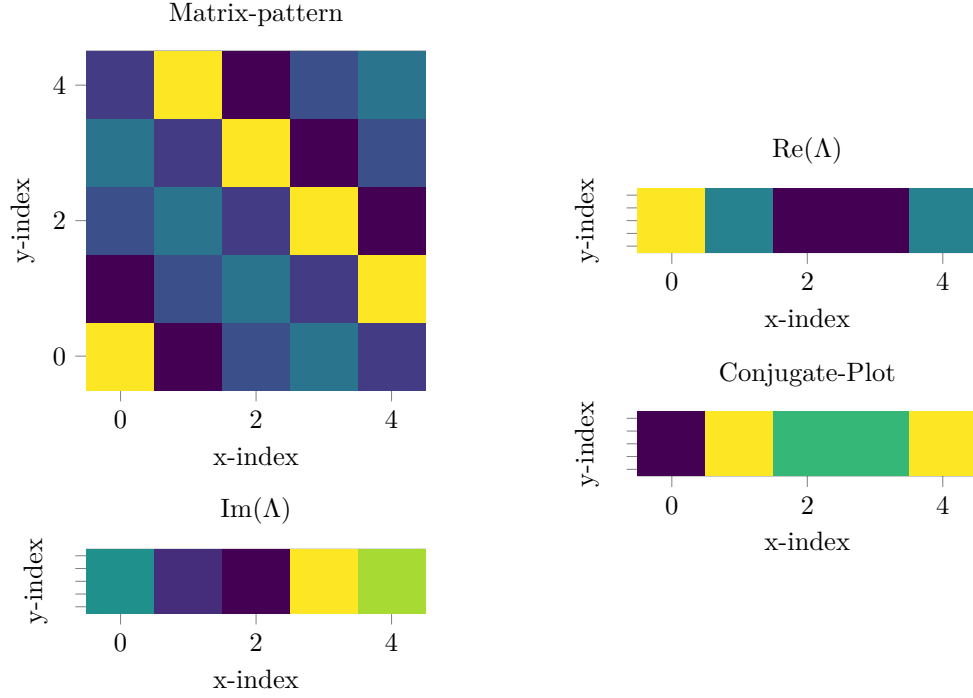 Matrix-pattern
y-index
4
2
0
0 2 4
x-index
Re(Λ)
y-index
0 2 4
x-index
Conjugate-Plot
y-index
0 2 4
x-index
Im(Λ)
y-index
0 2 4
x-index